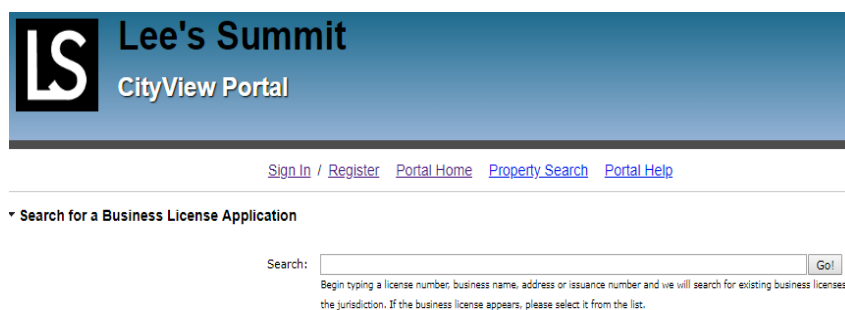 LS
Lee's Summit
CityView Portal
Sign In / Register Portal Home Property Search Portal Help
Search for a Business License Application
Search:
Go!
Begin typing a license number, business name, address or issuance number and we will search for existing business licenses
the jurisdiction. If the business license appears, please select it from the list.